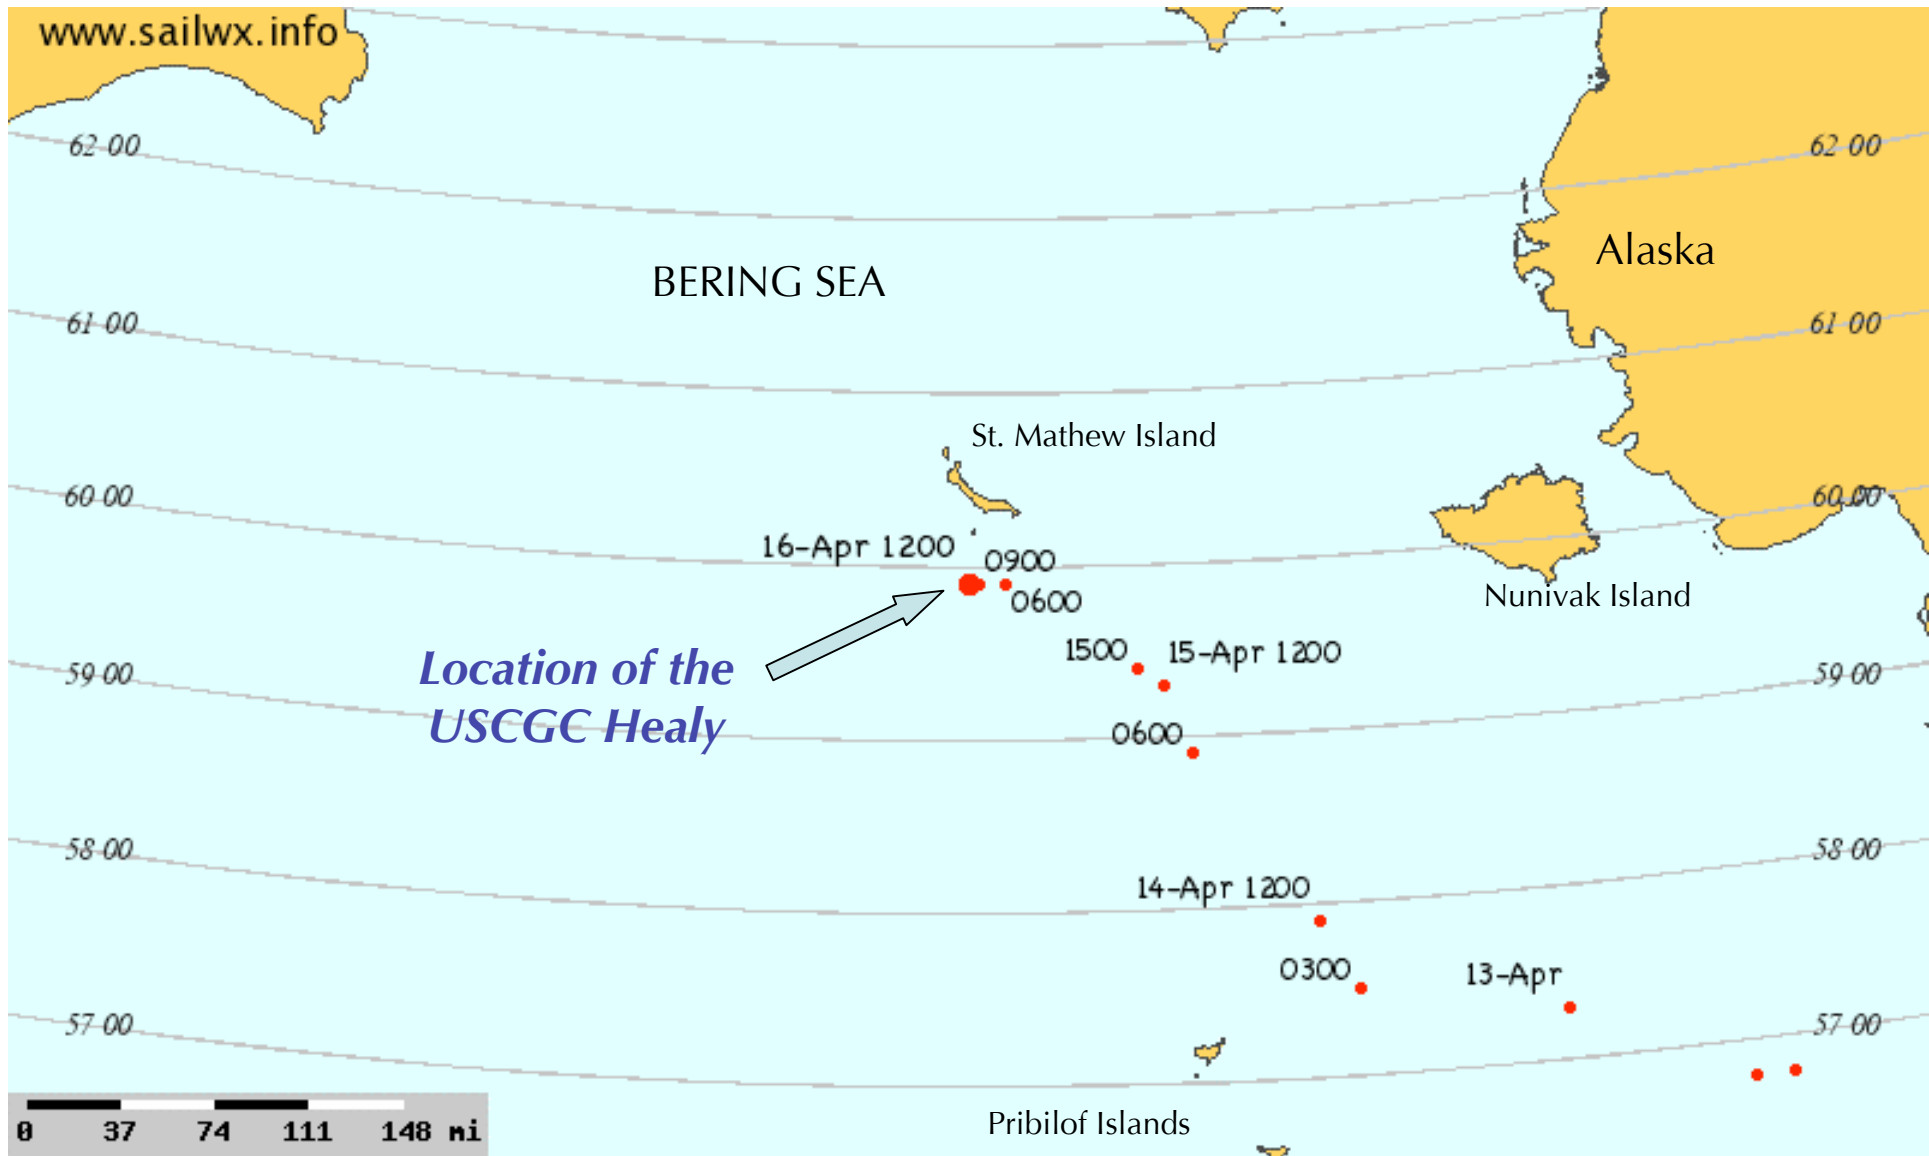 www.sailwx.info
62 00
62 00
Alaska
BERING SEA
61 00
61 00
St. Mathew Island
60 00
60 00
16-Apr 1200
0900
0600
Nunivak Island
1500
15-Apr 1200
Location of the
USCGC Healy
59 00
59 00
0600
58 00
58 00
14-Apr 1200
0300
13-Apr
57 00
57 00
Pribilof Islands
0 37 74 111 148 mi